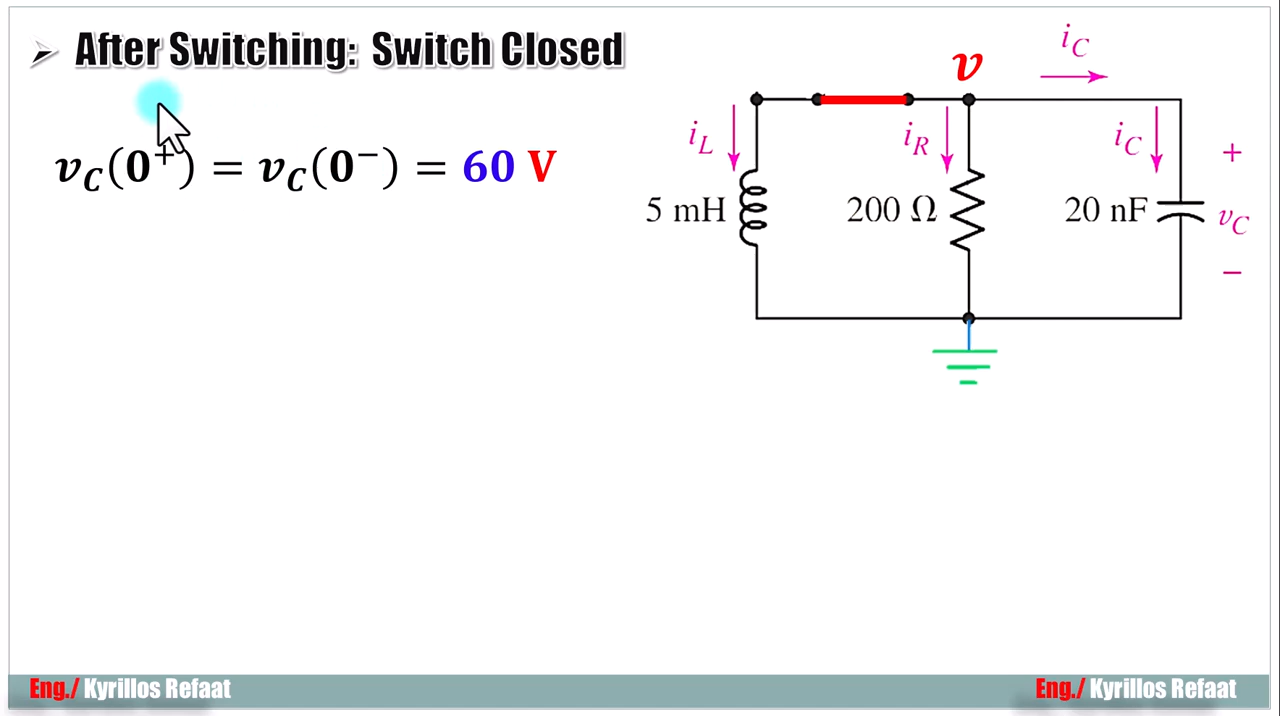 ➢ After Switching: Switch Closed
v_C(0⁺) = v_C(0⁻) = 60 V
v
i_C
i_L
i_R
i_C
+
5 mH
200 Ω
20 nF
v_C
−
Eng./ Kyrillos Refaat
Eng./ Kyrillos Refaat